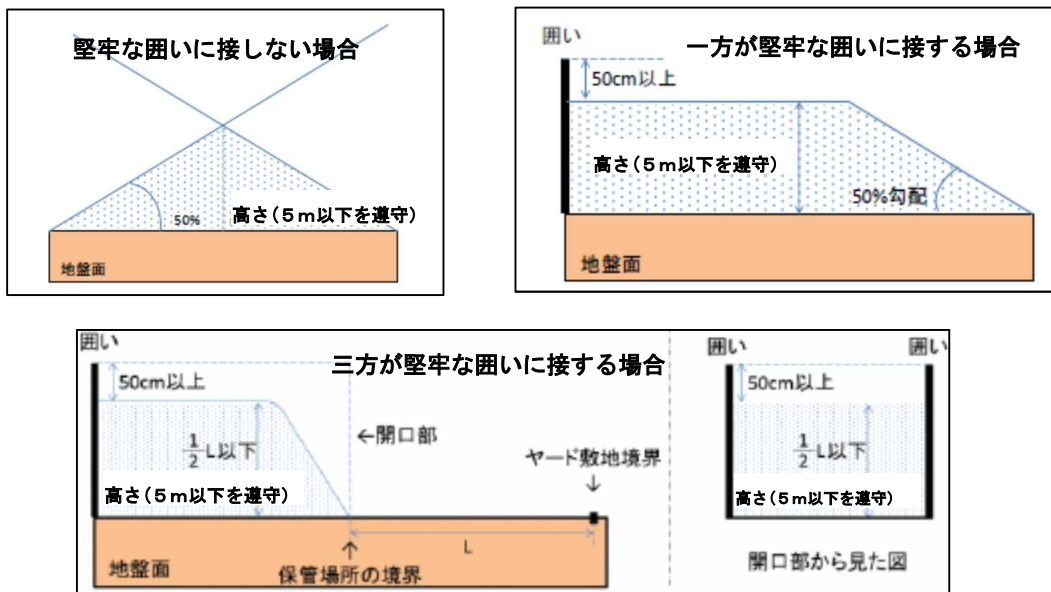 堅牢な囲いに接しない場合
50%
高さ(5m以下を遵守)
地盤面
囲い
一方が堅牢な囲いに接する場合
50cm以上
高さ(5m以下を遵守)
50%勾配
地盤面
囲い
三方が堅牢な囲いに接する場合
50cm以上
←開口部
1/2 L以下
ヤード敷地境界
↓
高さ(5m以下を遵守)
L
地盤面
↑
保管場所の境界
囲い
囲い
50cm以上
1/2 L以下
高さ(5m以下を遵守)
開口部から見た図